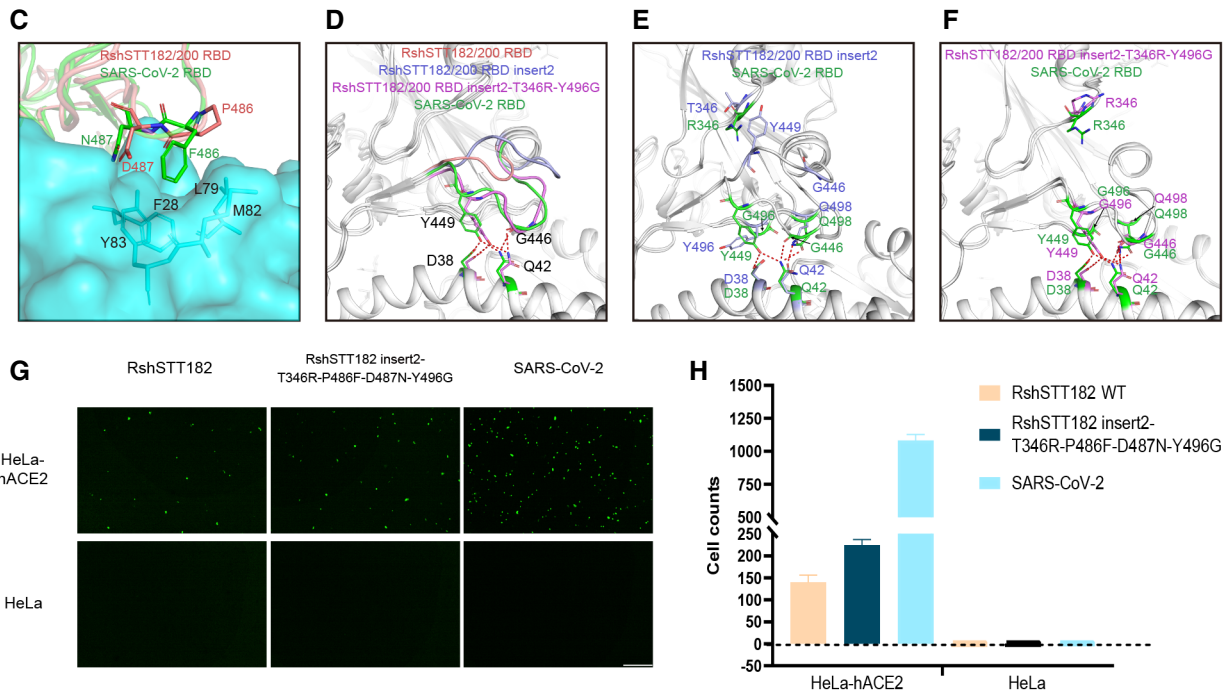 C
RshSTT182/200 RBD
SARS-CoV-2 RBD
P486
N487
D487
F486
L79
F28
M82
Y83
D
RshSTT182/200 RBD
RshSTT182/200 RBD insert2
RshSTT182/200 RBD insert2-T346R-Y496G
SARS-CoV-2 RBD
Y449
G446
D38
Q42
E
RshSTT182/200 RBD insert2
SARS-CoV-2 RBD
T346
R346
Y449
G446
G496
Q498
Q498
Y496
Y449
G446
D38
Q42
D38
Q42
F
RshSTT182/200 RBD insert2-T346R-Y496G
SARS-CoV-2 RBD
R346
R346
G496
G496
Q498
Q498
Y449
Y449
G446
G446
D38
Q42
D38
Q42
G
RshSTT182
RshSTT182 insert2-
T346R-P486F-D487N-Y496G
SARS-CoV-2
HeLa-
hACE2
HeLa
H
Cell counts
1500
1250
1000
750
500
250
200
150
100
50
0
-50
HeLa-hACE2
HeLa
RshSTT182 WT
RshSTT182 insert2-
T346R-P486F-D487N-Y496G
SARS-CoV-2